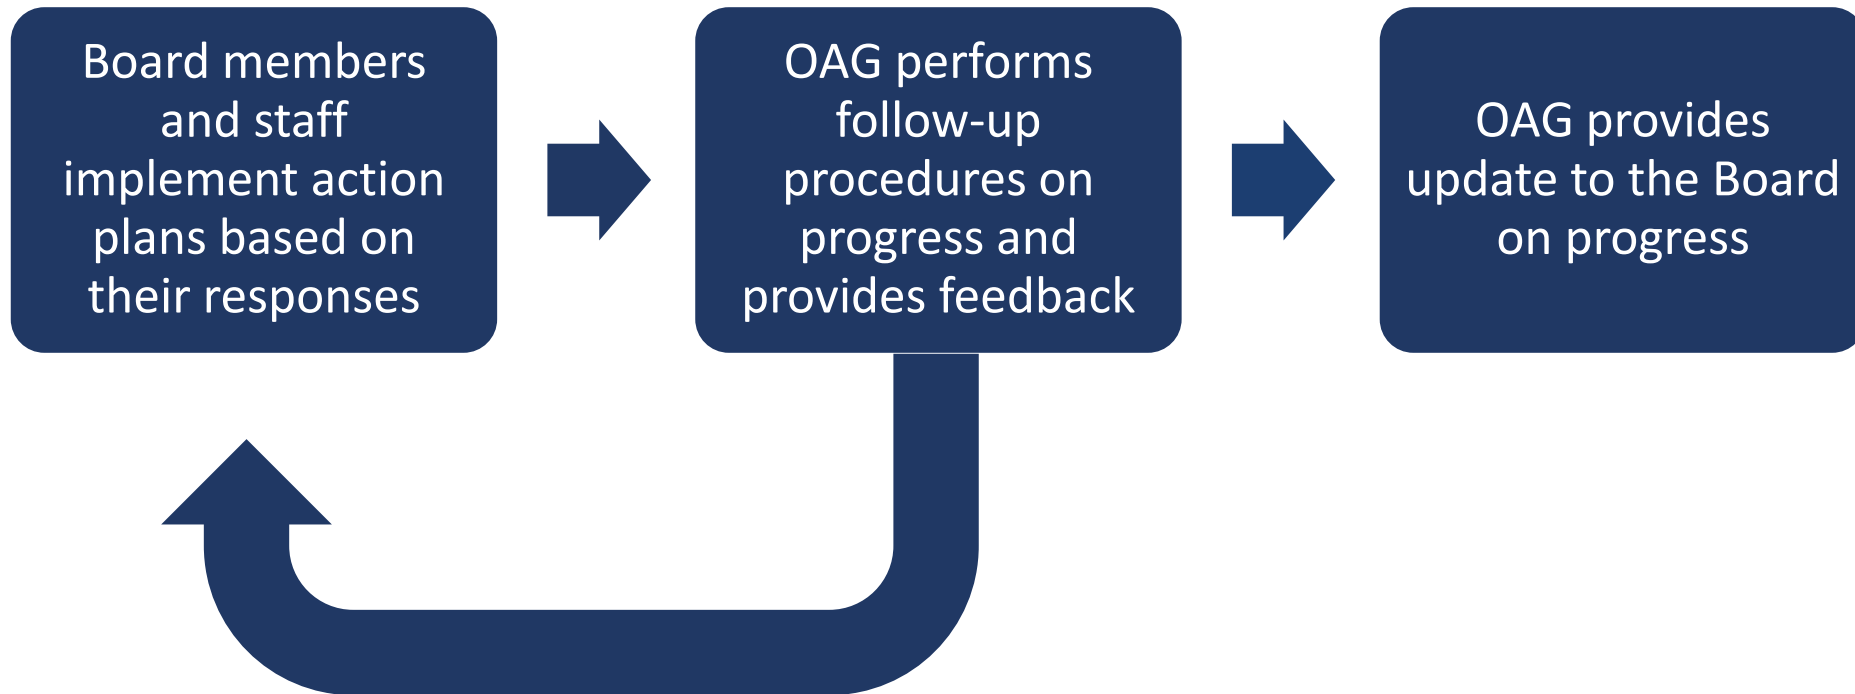 Board members
and staff
implement action
plans based on
their responses
OAG performs
follow-up
procedures on
progress and
provides feedback
OAG provides
update to the Board
on progress